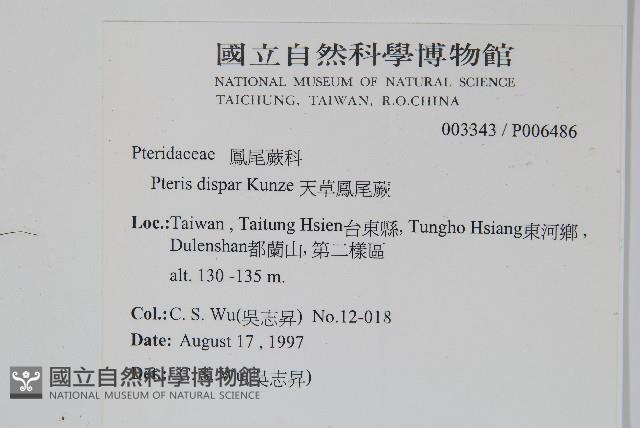 國立自然科學博物館
NATIONAL MUSEUM OF NATURAL SCIENCE
TAICHUNG, TAIWAN, R.O.CHINA
003343 / P006486
Pteridaceae 鳳尾蕨科
Pteris dispar Kunze 天草鳳尾蕨
Loc.:Taiwan , Taitung Hsien台東縣, Tungho Hsiang東河鄉 ,
Dulenshan都蘭山, 第二樣區
alt. 130 -135 m.
Col.:C. S. Wu(吳志昇) No.12-018
Date: August 17 , 1997
吳志昇)
國立自然科學博物館
NATIONAL MUSEUM OF NATURAL SCIENCE